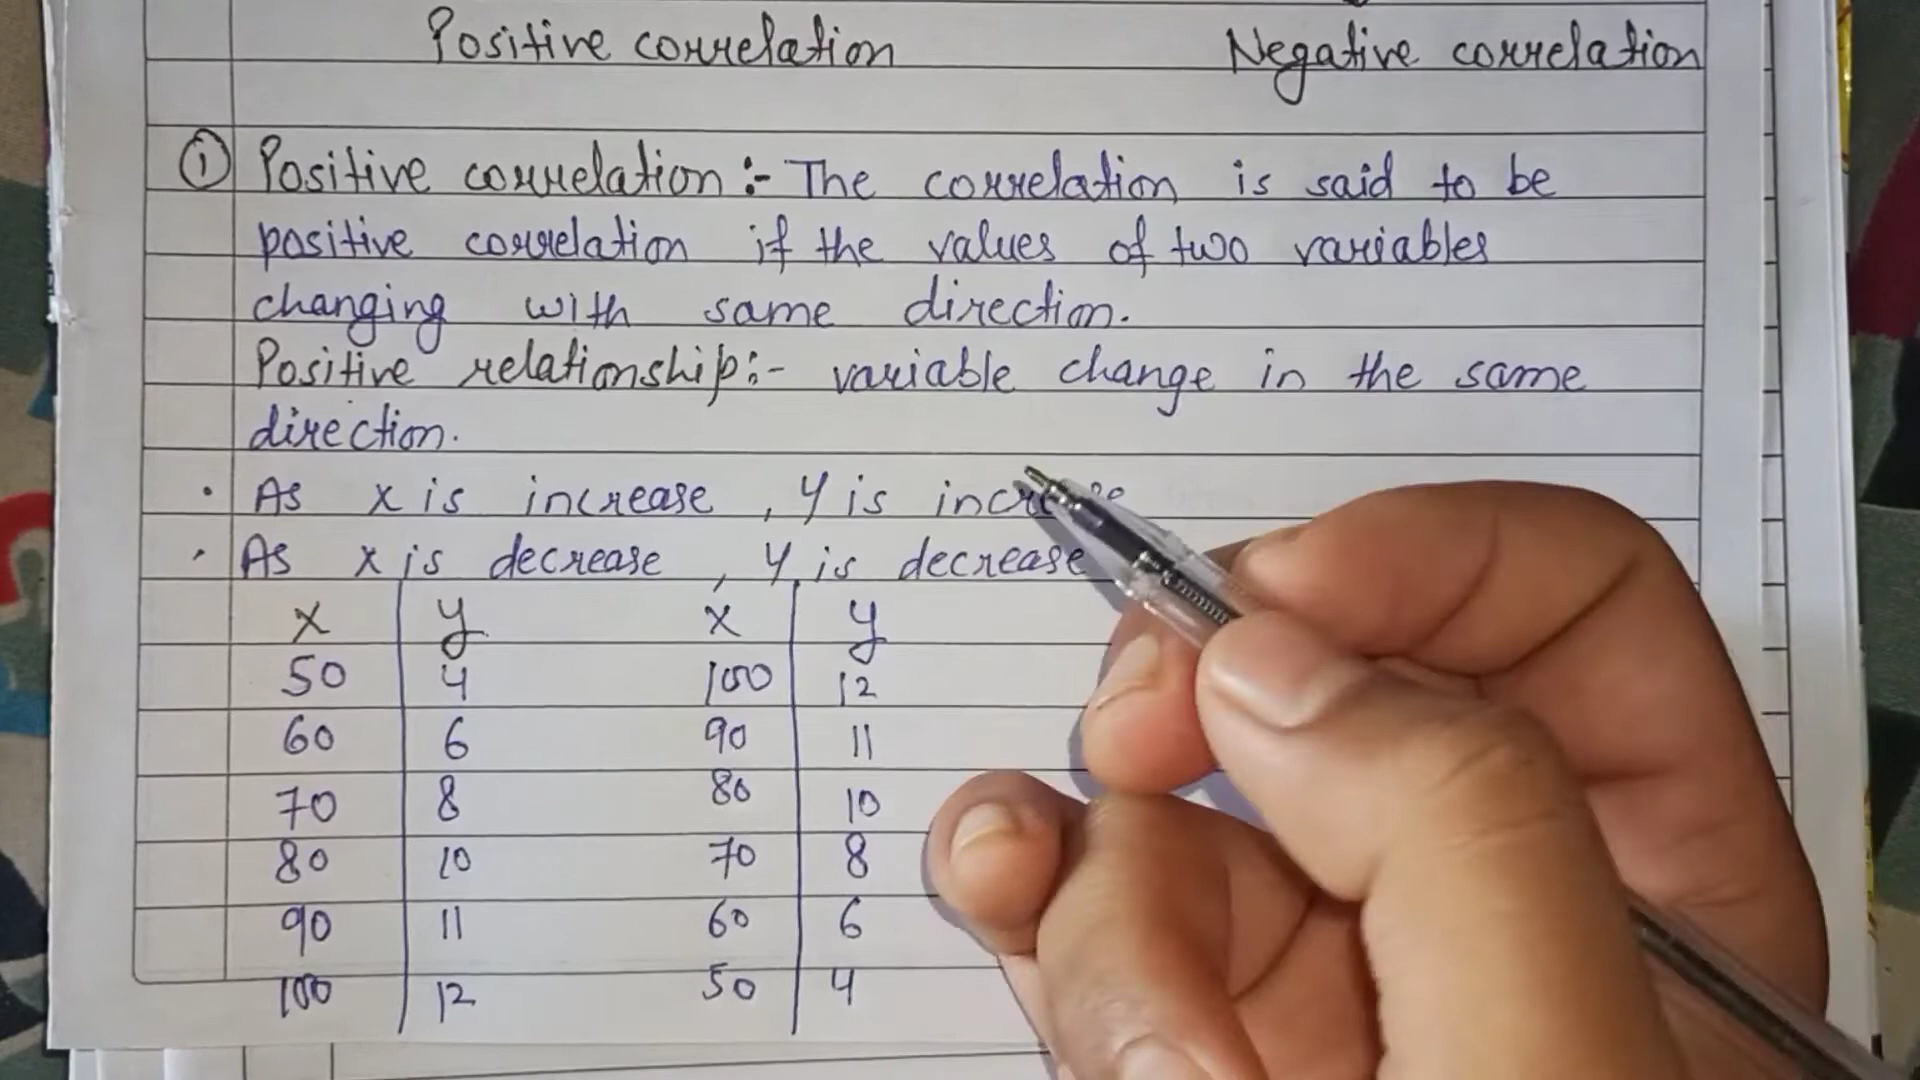 Positive correlation Negative correlation
① Positive correlation :- The correlation is said to be
positive correlation if the values of two variables
changing with same direction.
Positive relationship:- variable change in the same
direction.
· As x is increase , y is increase
· As x is decrease , y is decrease
x y x y
50 4 100 12
60 6 90 11
70 8 80 10
80 10 70 8
90 11 60 6
100 12 50 4